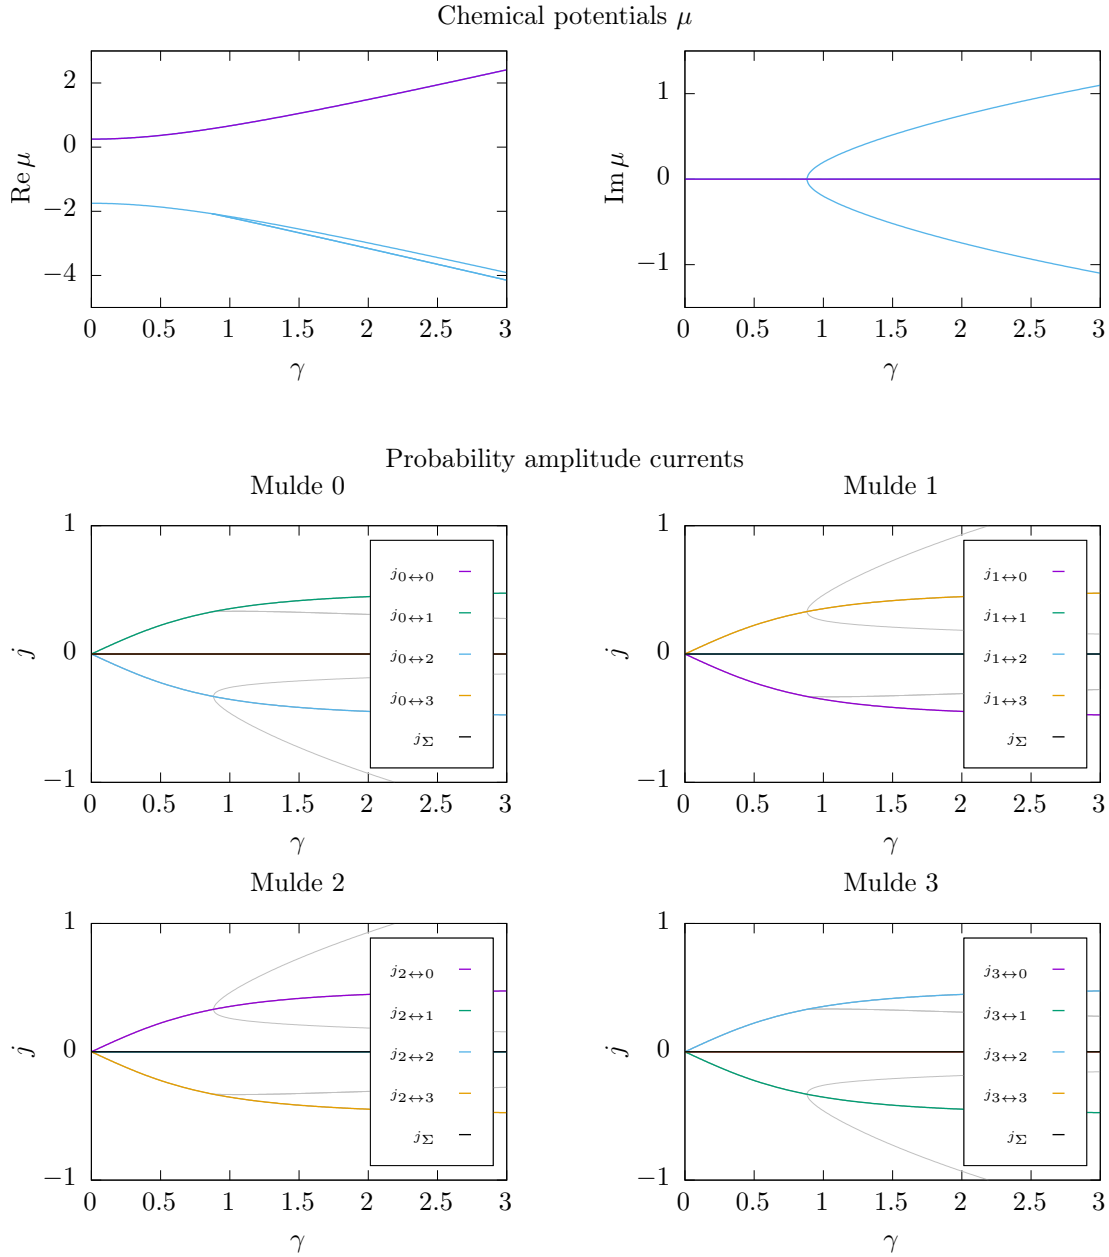 Chemical potentials μ
Re μ
2
0
−2
−4
0 0.5 1 1.5 2 2.5 3
γ
Im μ
1
0
−1
0 0.5 1 1.5 2 2.5 3
γ
Probability amplitude currents
Mulde 0
j
1
0
−1
0 0.5 1 1.5 2 2.5 3
γ
j0↔0
j0↔1
j0↔2
j0↔3
jΣ
Mulde 1
j
1
0
−1
0 0.5 1 1.5 2 2.5 3
γ
j1↔0
j1↔1
j1↔2
j1↔3
jΣ
Mulde 2
j
1
0
−1
0 0.5 1 1.5 2 2.5 3
γ
j2↔0
j2↔1
j2↔2
j2↔3
jΣ
Mulde 3
j
1
0
−1
0 0.5 1 1.5 2 2.5 3
γ
j3↔0
j3↔1
j3↔2
j3↔3
jΣ